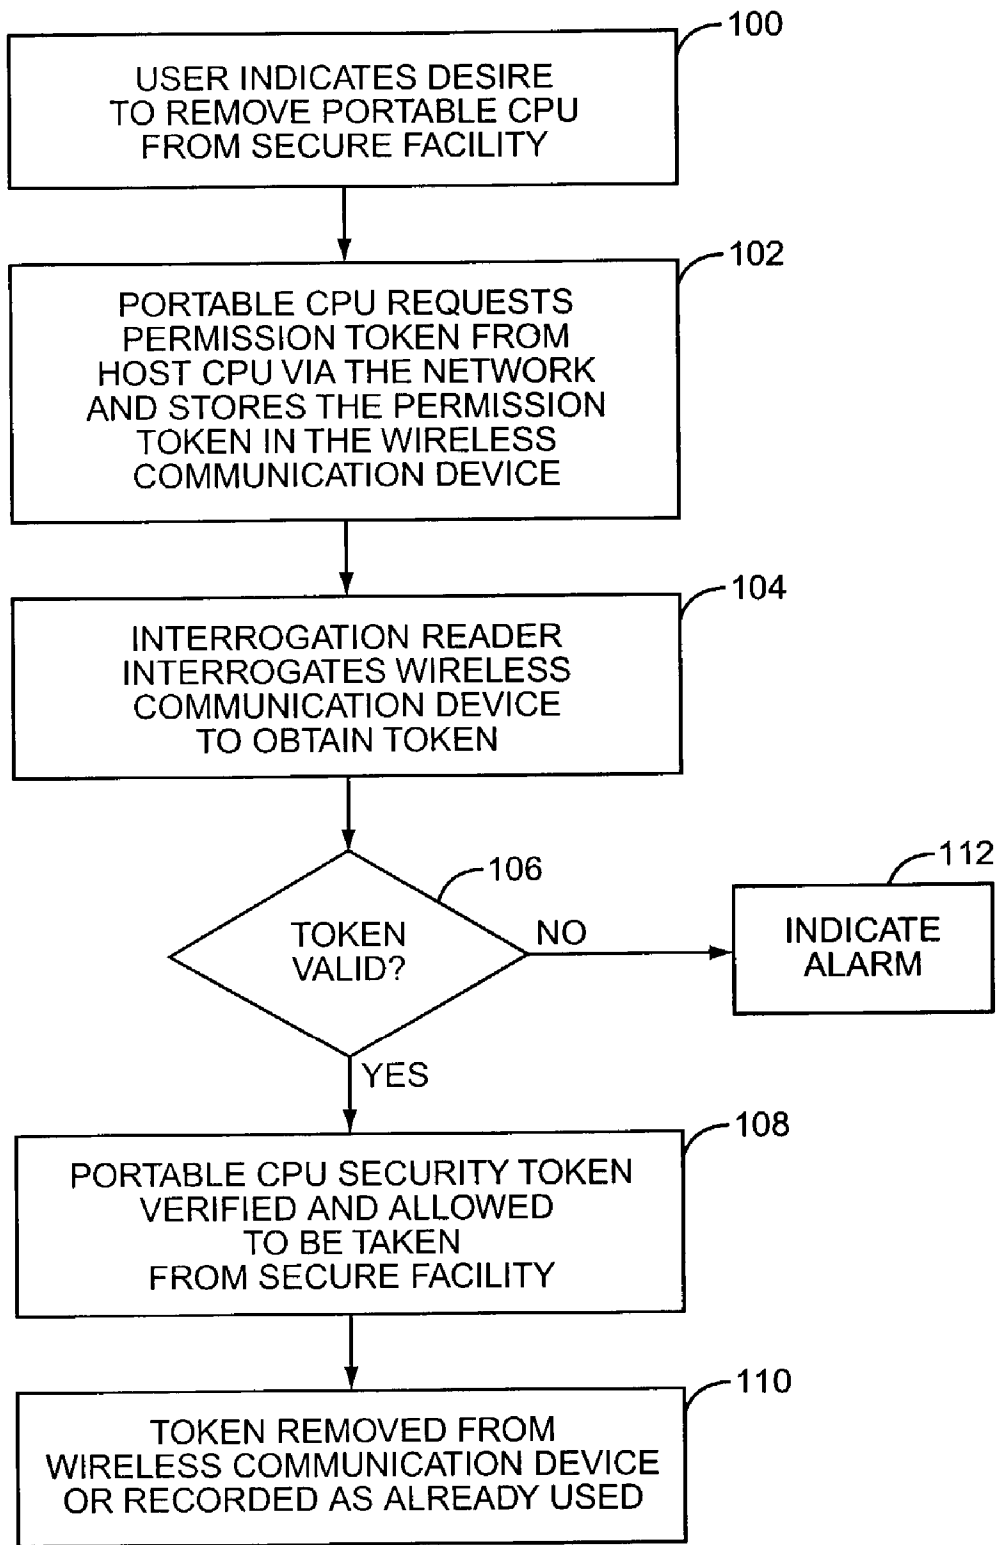 100
USER INDICATES DESIRE
TO REMOVE PORTABLE CPU
FROM SECURE FACILITY
102
PORTABLE CPU REQUESTS
PERMISSION TOKEN FROM
HOST CPU VIA THE NETWORK
AND STORES THE PERMISSION
TOKEN IN THE WIRELESS
COMMUNICATION DEVICE
104
INTERROGATION READER
INTERROGATES WIRELESS
COMMUNICATION DEVICE
TO OBTAIN TOKEN
106
TOKEN
VALID?
NO
112
INDICATE
ALARM
YES
108
PORTABLE CPU SECURITY TOKEN
VERIFIED AND ALLOWED
TO BE TAKEN
FROM SECURE FACILITY
110
TOKEN REMOVED FROM
WIRELESS COMMUNICATION DEVICE
OR RECORDED AS ALREADY USED